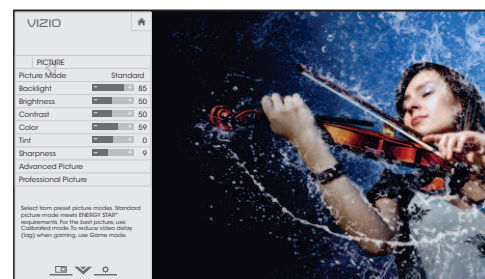 VIZIO
PICTURE
Picture Mode Standard
Backlight 85
Brightness 50
Contrast 50
Color 59
Tint 0
Sharpness 9
Advanced Picture
Professional Picture
Select from preset picture modes. Standard
picture mode meets ENERGY STAR®
requirements. For the best picture, use
Calibrated mode. To reduce video delay
(lag) when gaming, use Game mode.